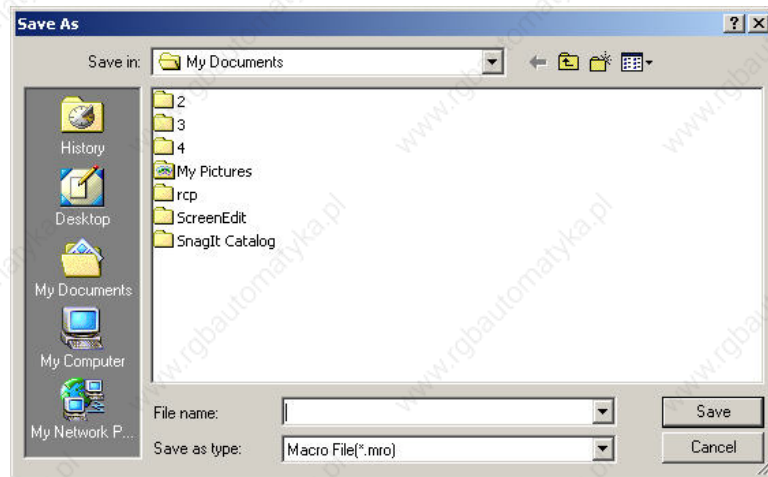 Save As
Save in: My Documents
2
3
4
My Pictures
rcp
ScreenEdit
SnagIt Catalog
History
Desktop
My Documents
My Computer
My Network P...
File name:
Save
Save as type: Macro File(*.mro)
Cancel
www.rgbautomatyka.pl